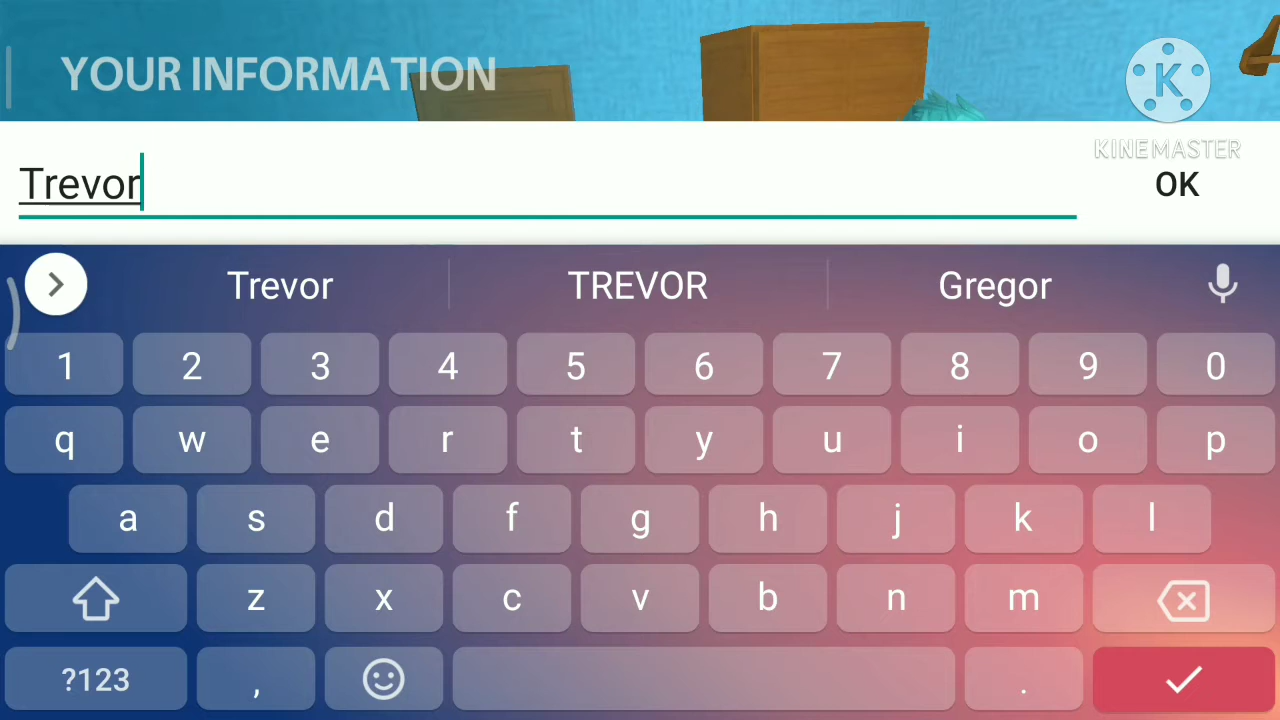 YOUR INFORMATION
K
KINEMASTER
Trevor
OK
Trevor TREVOR Gregor
1 2 3 4 5 6 7 8 9 0
q w e r t y u i o p
a s d f g h j k l
z x c v b n m
?123 , .